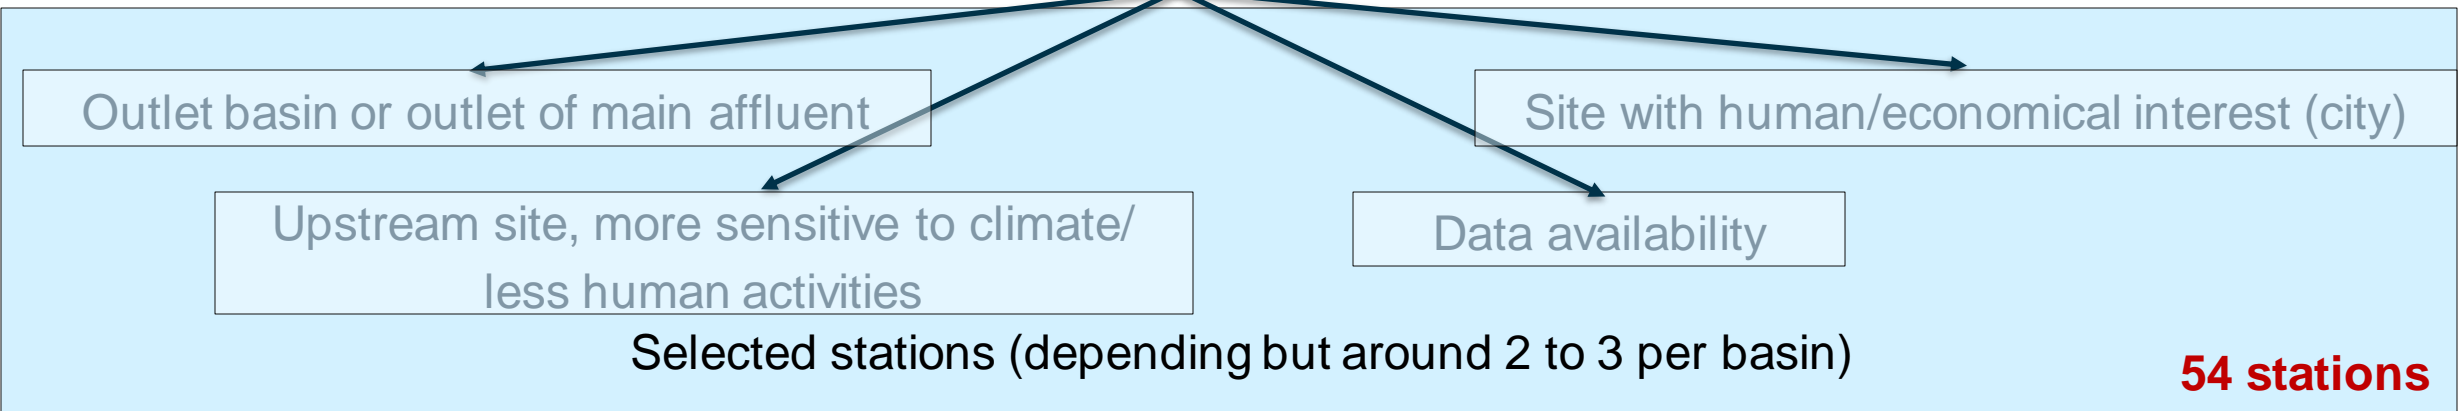 Outlet basin or outlet of main affluent
Site with human/economical interest (city)
Upstream site, more sensitive to climate/
less human activities
Data availability
Selected stations (depending but around 2 to 3 per basin)
54 stations